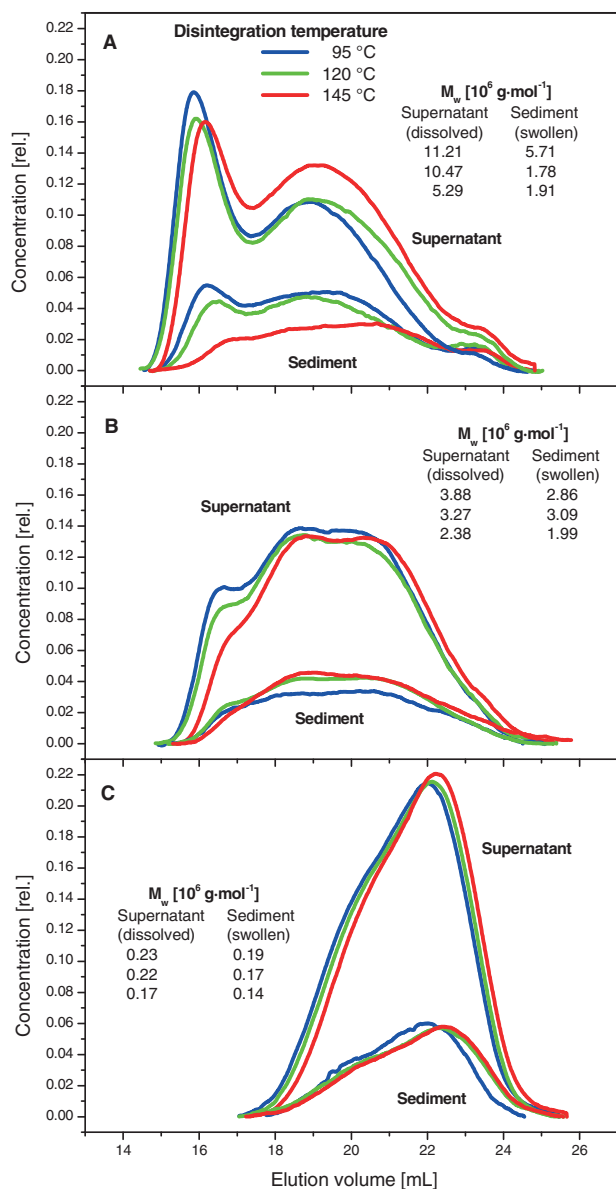 A
Disintegration temperature
95 °C
120 °C
145 °C
M_w [10^6 g·mol^-1]
Supernatant Sediment
(dissolved) (swollen)
11.21 5.71
10.47 1.78
5.29 1.91
Supernatant
Sediment
Concentration [rel.]
0.22
0.20
0.18
0.16
0.14
0.12
0.10
0.08
0.06
0.04
0.02
0.00
B
M_w [10^6 g·mol^-1]
Supernatant Sediment
(dissolved) (swollen)
3.88 2.86
3.27 3.09
2.38 1.99
Supernatant
Sediment
Concentration [rel.]
0.22
0.20
0.18
0.16
0.14
0.12
0.10
0.08
0.06
0.04
0.02
0.00
C
Supernatant
M_w [10^6 g·mol^-1]
Supernatant Sediment
(dissolved) (swollen)
0.23 0.19
0.22 0.17
0.17 0.14
Sediment
Concentration [rel.]
0.22
0.20
0.18
0.16
0.14
0.12
0.10
0.08
0.06
0.04
0.02
0.00
14 16 18 20 22 24 26
Elution volume [mL]